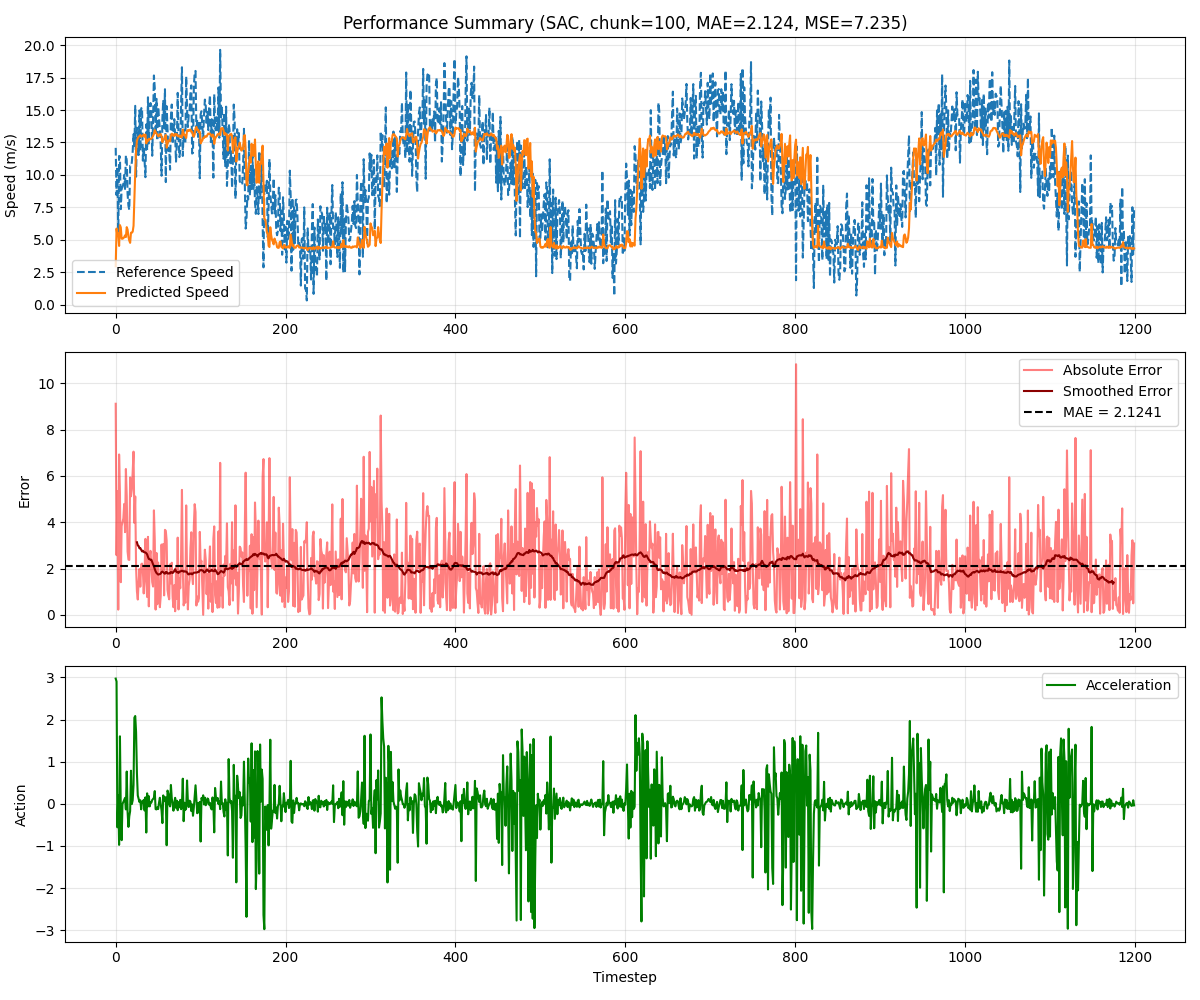 Performance Summary (SAC, chunk=100, MAE=2.124, MSE=7.235)
20.0
17.5
15.0
12.5
10.0
7.5
5.0
2.5
0.0
Speed (m/s)
Reference Speed
Predicted Speed
0 200 400 600 800 1000 1200
10
8
6
4
2
0
Error
Absolute Error
Smoothed Error
MAE = 2.1241
0 200 400 600 800 1000 1200
3
2
1
0
−1
−2
−3
Action
Acceleration
0 200 400 600 800 1000 1200
Timestep